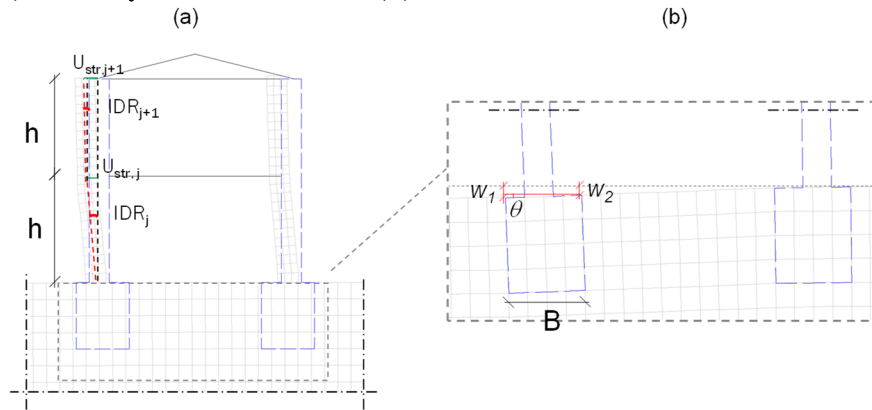 (a)
(b)
U_str.j+1
IDR_j+1
h
U_str.j
IDR_j
h
w_1
w_2
θ
B